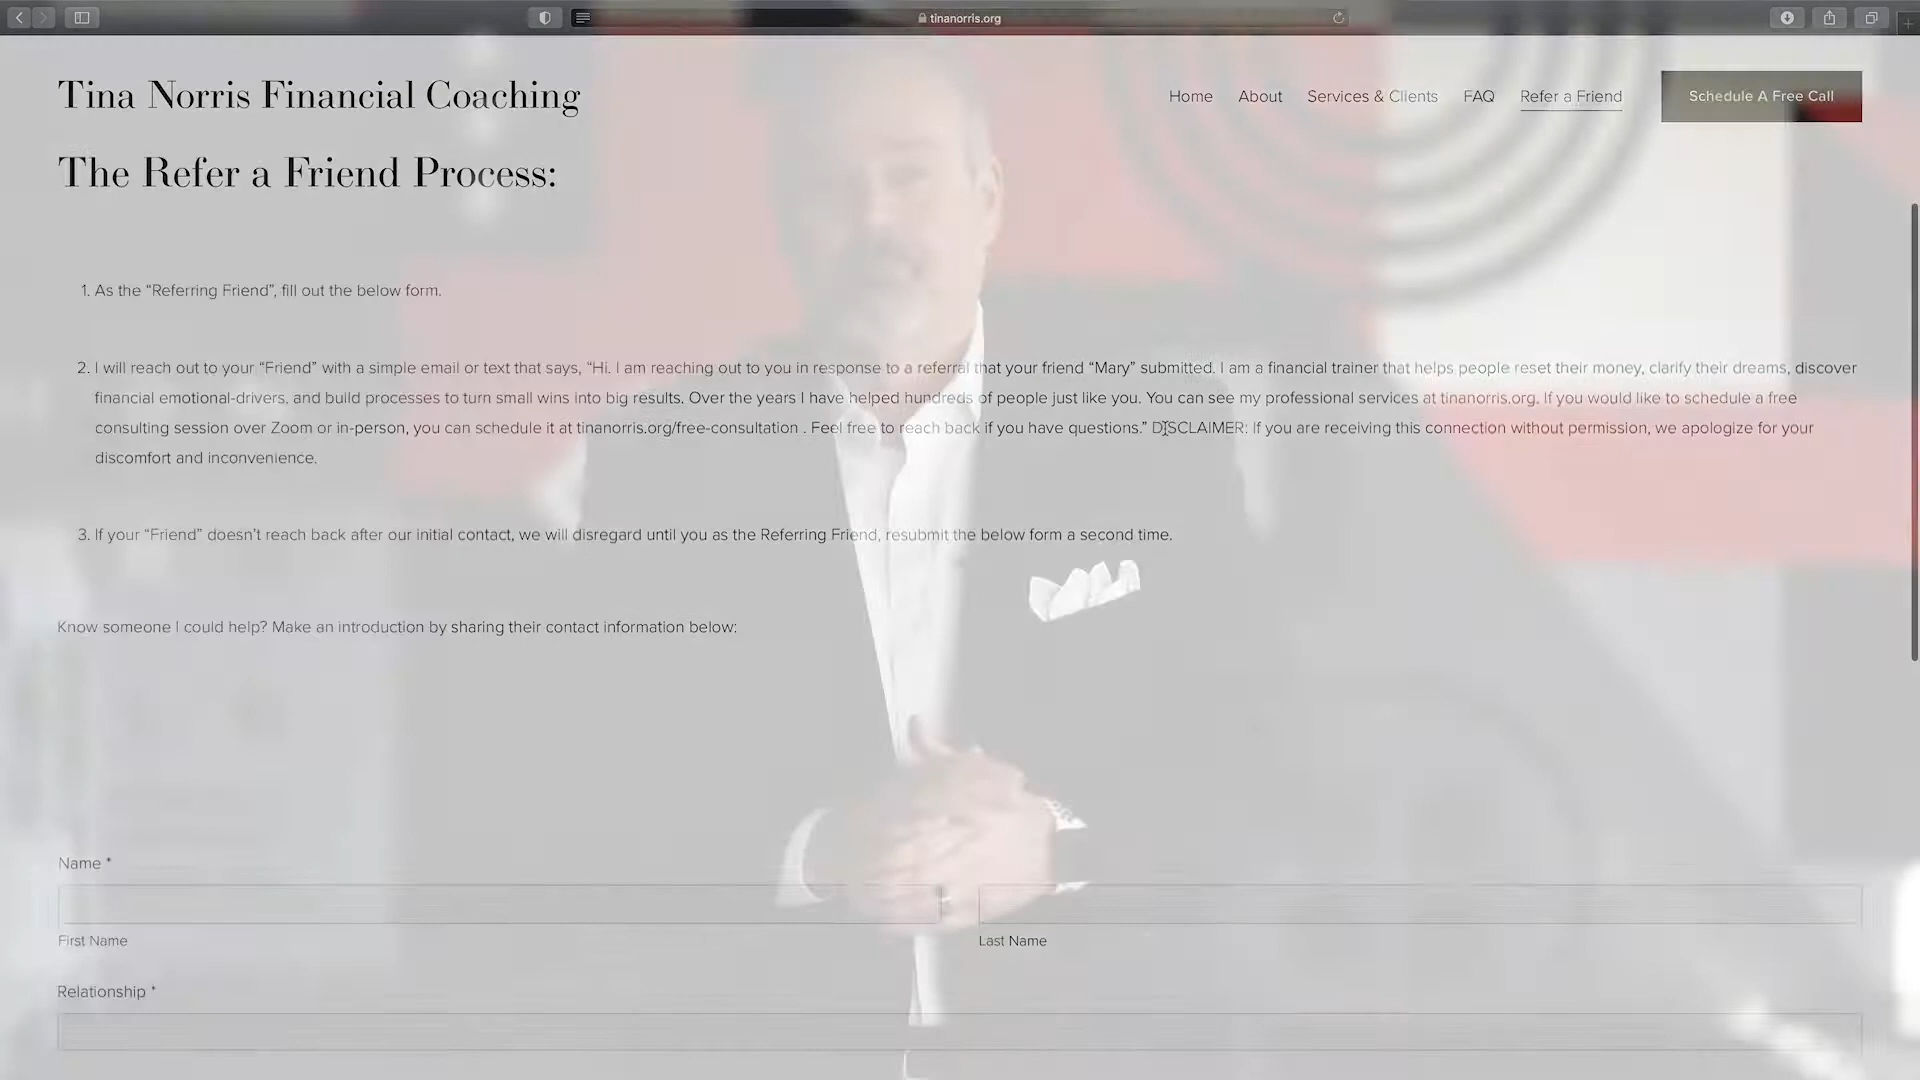 tinanorris.org
Tina Norris Financial Coaching
Home About Services & Clients FAQ Refer a Friend Schedule A Free Call
The Refer a Friend Process:
1. As the “Referring Friend”, fill out the below form.
2. I will reach out to your “Friend” with a simple email or text that says, “Hi. I am reaching out to you in response to a referral that your friend “Mary” submitted. I am a financial trainer that helps people reset their money, clarify their dreams, discover
financial emotional-drivers, and build processes to turn small wins into big results. Over the years I have helped hundreds of people just like you. You can see my professional services at tinanorris.org. If you would like to schedule a free
consulting session over Zoom or in-person, you can schedule it at tinanorris.org/free-consultation . Feel free to reach back if you have questions.” DISCLAIMER: If you are receiving this connection without permission, we apologize for your
discomfort and inconvenience.
3. If your “Friend” doesn’t reach back after our initial contact, we will disregard until you as the Referring Friend, resubmit the below form a second time.
Know someone I could help? Make an introduction by sharing their contact information below:
Name *
First Name Last Name
Relationship *